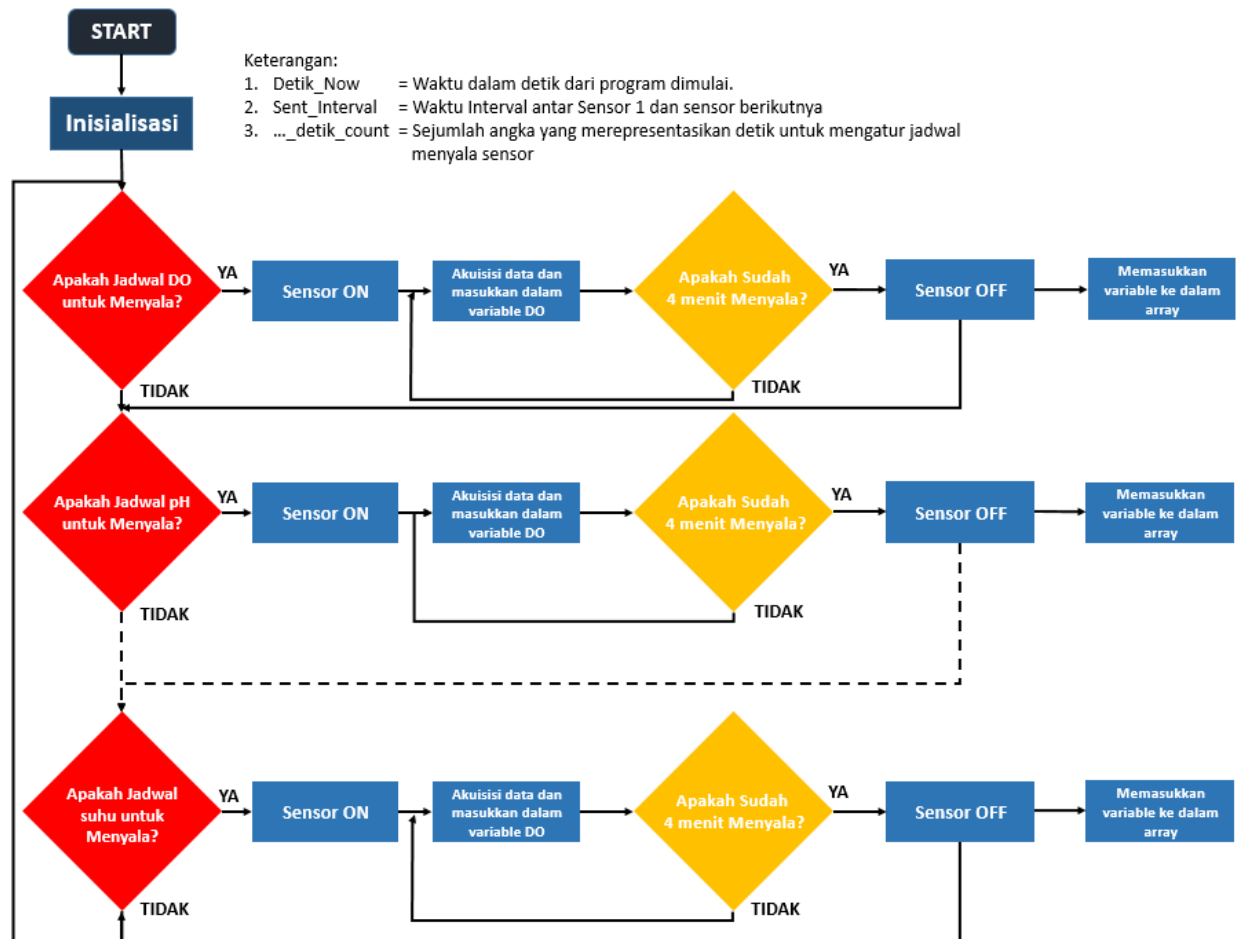 START
Keterangan:
1. Detik_Now = Waktu dalam detik dari program dimulai.
2. Sent_Interval = Waktu Interval antar Sensor 1 dan sensor berikutnya
3. ..._detik_count = Sejumlah angka yang merepresentasikan detik untuk mengatur jadwal
menyala sensor
Inisialisasi
Apakah Jadwal DO
untuk Menyala?
YA
Sensor ON
Akuisisi data dan
masukkan dalam
variable DO
Apakah Sudah
4 menit Menyala?
YA
Sensor OFF
Memasukkan
variable ke dalam
array
TIDAK
TIDAK
Apakah Jadwal pH
untuk Menyala?
YA
Sensor ON
Akuisisi data dan
masukkan dalam
variable DO
Apakah Sudah
4 menit Menyala?
YA
Sensor OFF
Memasukkan
variable ke dalam
array
TIDAK
TIDAK
Apakah Jadwal
suhu untuk
Menyala?
YA
Sensor ON
Akuisisi data dan
masukkan dalam
variable DO
Apakah Sudah
4 menit Menyala?
YA
Sensor OFF
Memasukkan
variable ke dalam
array
TIDAK
TIDAK